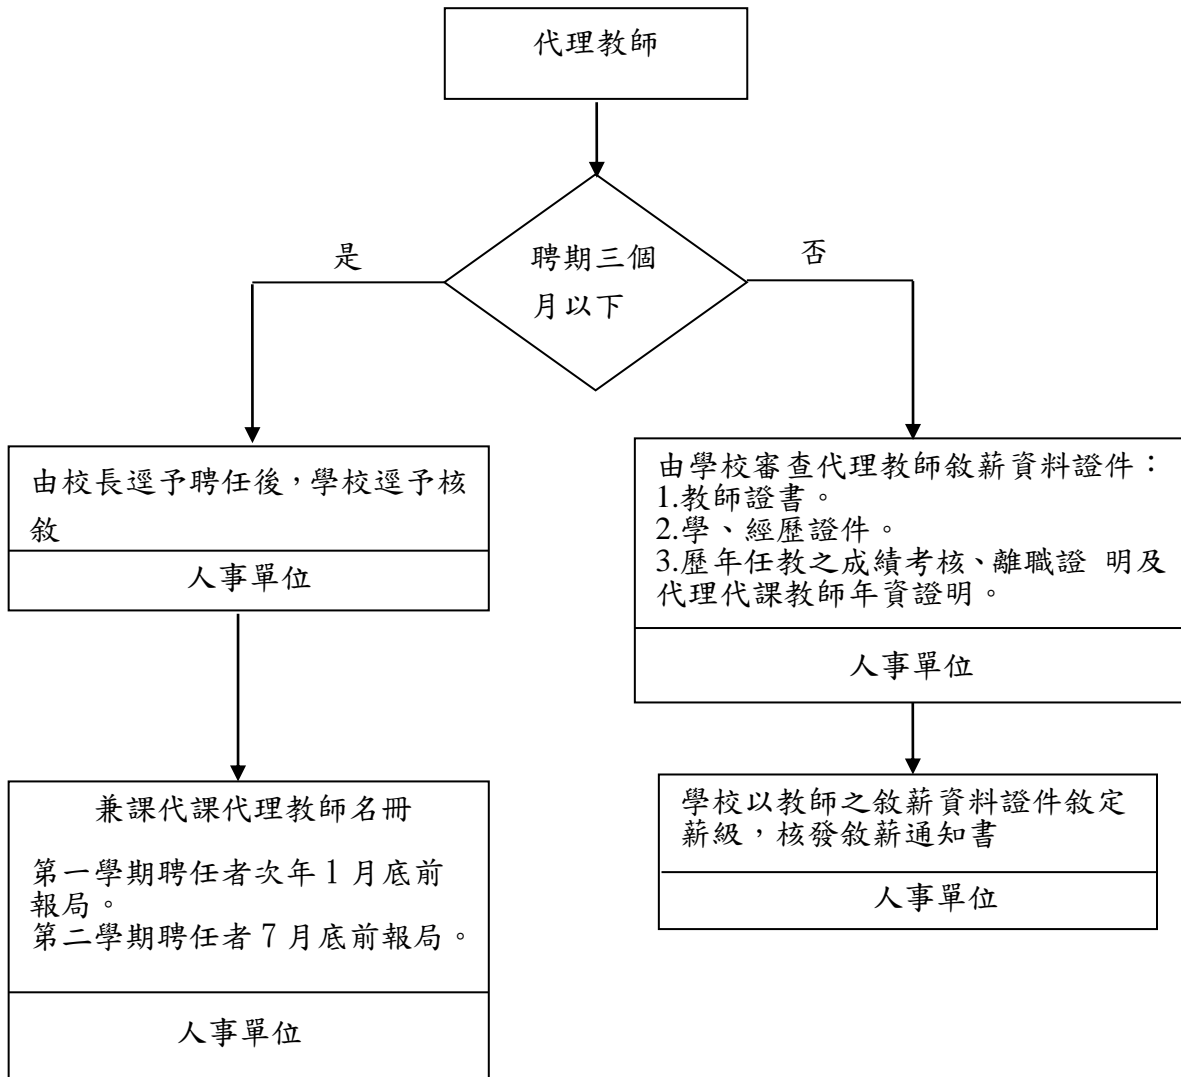 代理教師
聘期三個
月以下
是
否
由校長逕予聘任後，學校逕予核
敘
人事單位
兼課代課代理教師名冊
第一學期聘任者次年 1 月底前
報局。
第二學期聘任者 7 月底前報局。
人事單位
由學校審查代理教師敘薪資料證件：
1.教師證書。
2.學、經歷證件。
3.歷年任教之成績考核、離職證 明及
代理代課教師年資證明。
人事單位
學校以教師之敘薪資料證件敘定
薪級，核發敘薪通知書
人事單位